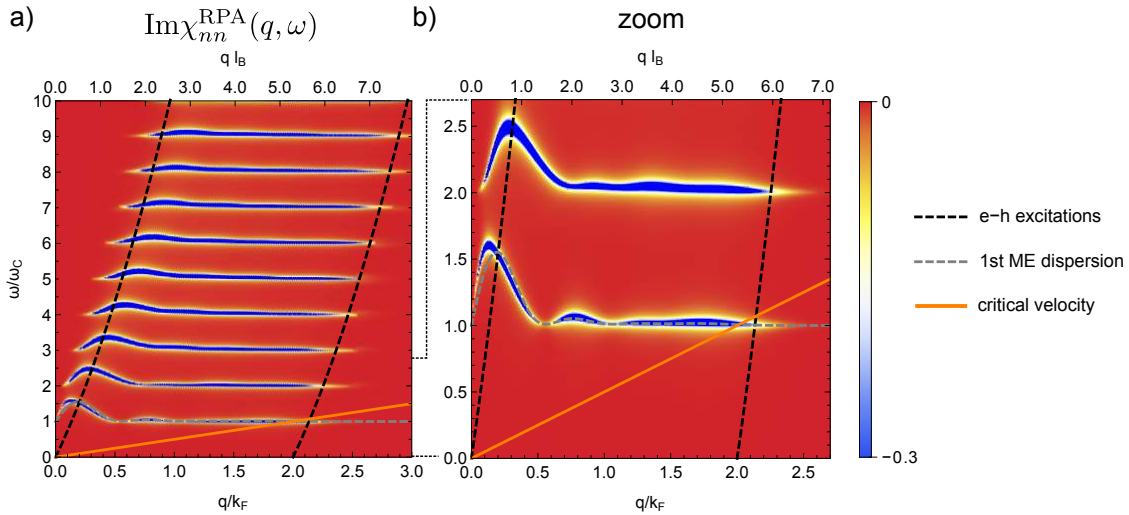 a)
Imχ_{nn}^{RPA}(q, ω)
q l_B
0.0 1.0 2.0 3.0 4.0 5.0 6.0 7.0
10
9
8
7
6
5
4
3
2
1
0
ω/ω_C
0.0 0.5 1.0 1.5 2.0 2.5 3.0
q/k_F
b)
zoom
q l_B
0.0 1.0 2.0 3.0 4.0 5.0 6.0 7.0
2.5
2.0
1.5
1.0
0.5
0.0
0.0 0.5 1.0 1.5 2.0 2.5
q/k_F
0
−0.3
e−h excitations
1st ME dispersion
critical velocity